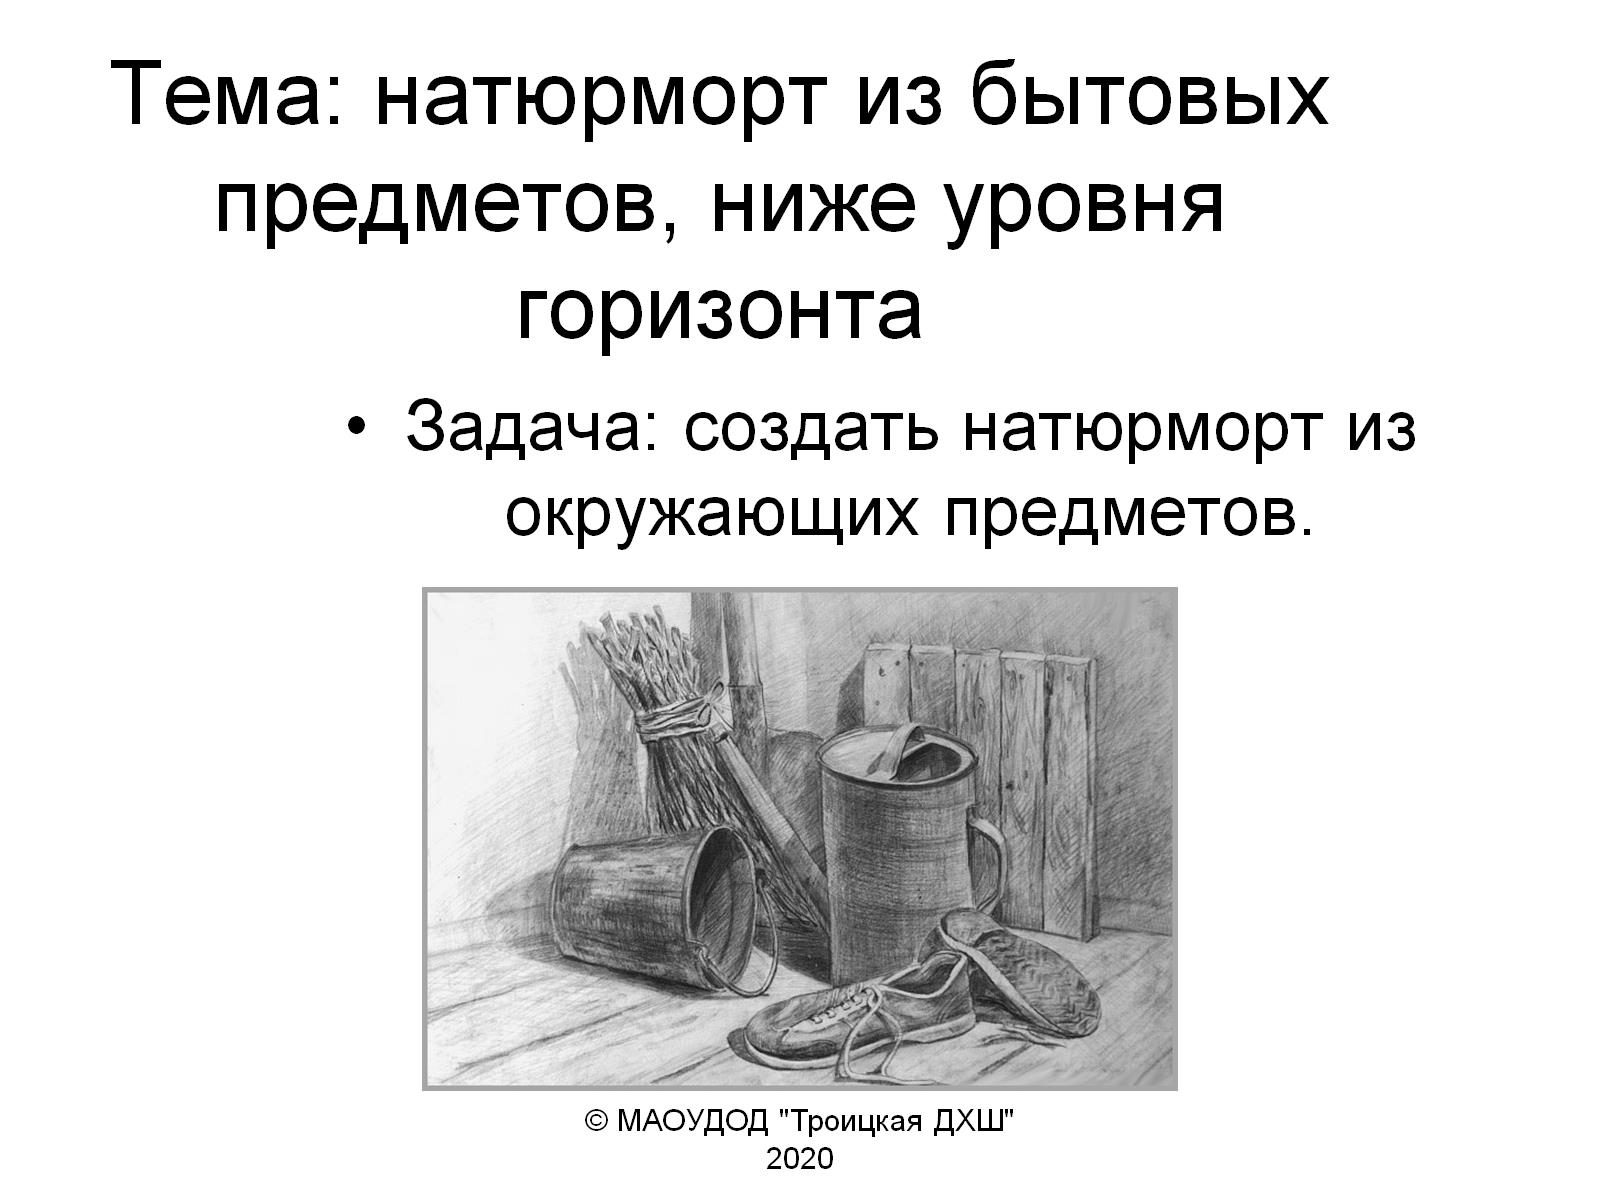 Тема: натюрморт из бытовых
предметов, ниже уровня
горизонта
• Задача: создать натюрморт из
окружающих предметов.
© МАОУДОД "Троицкая ДХШ"
2020